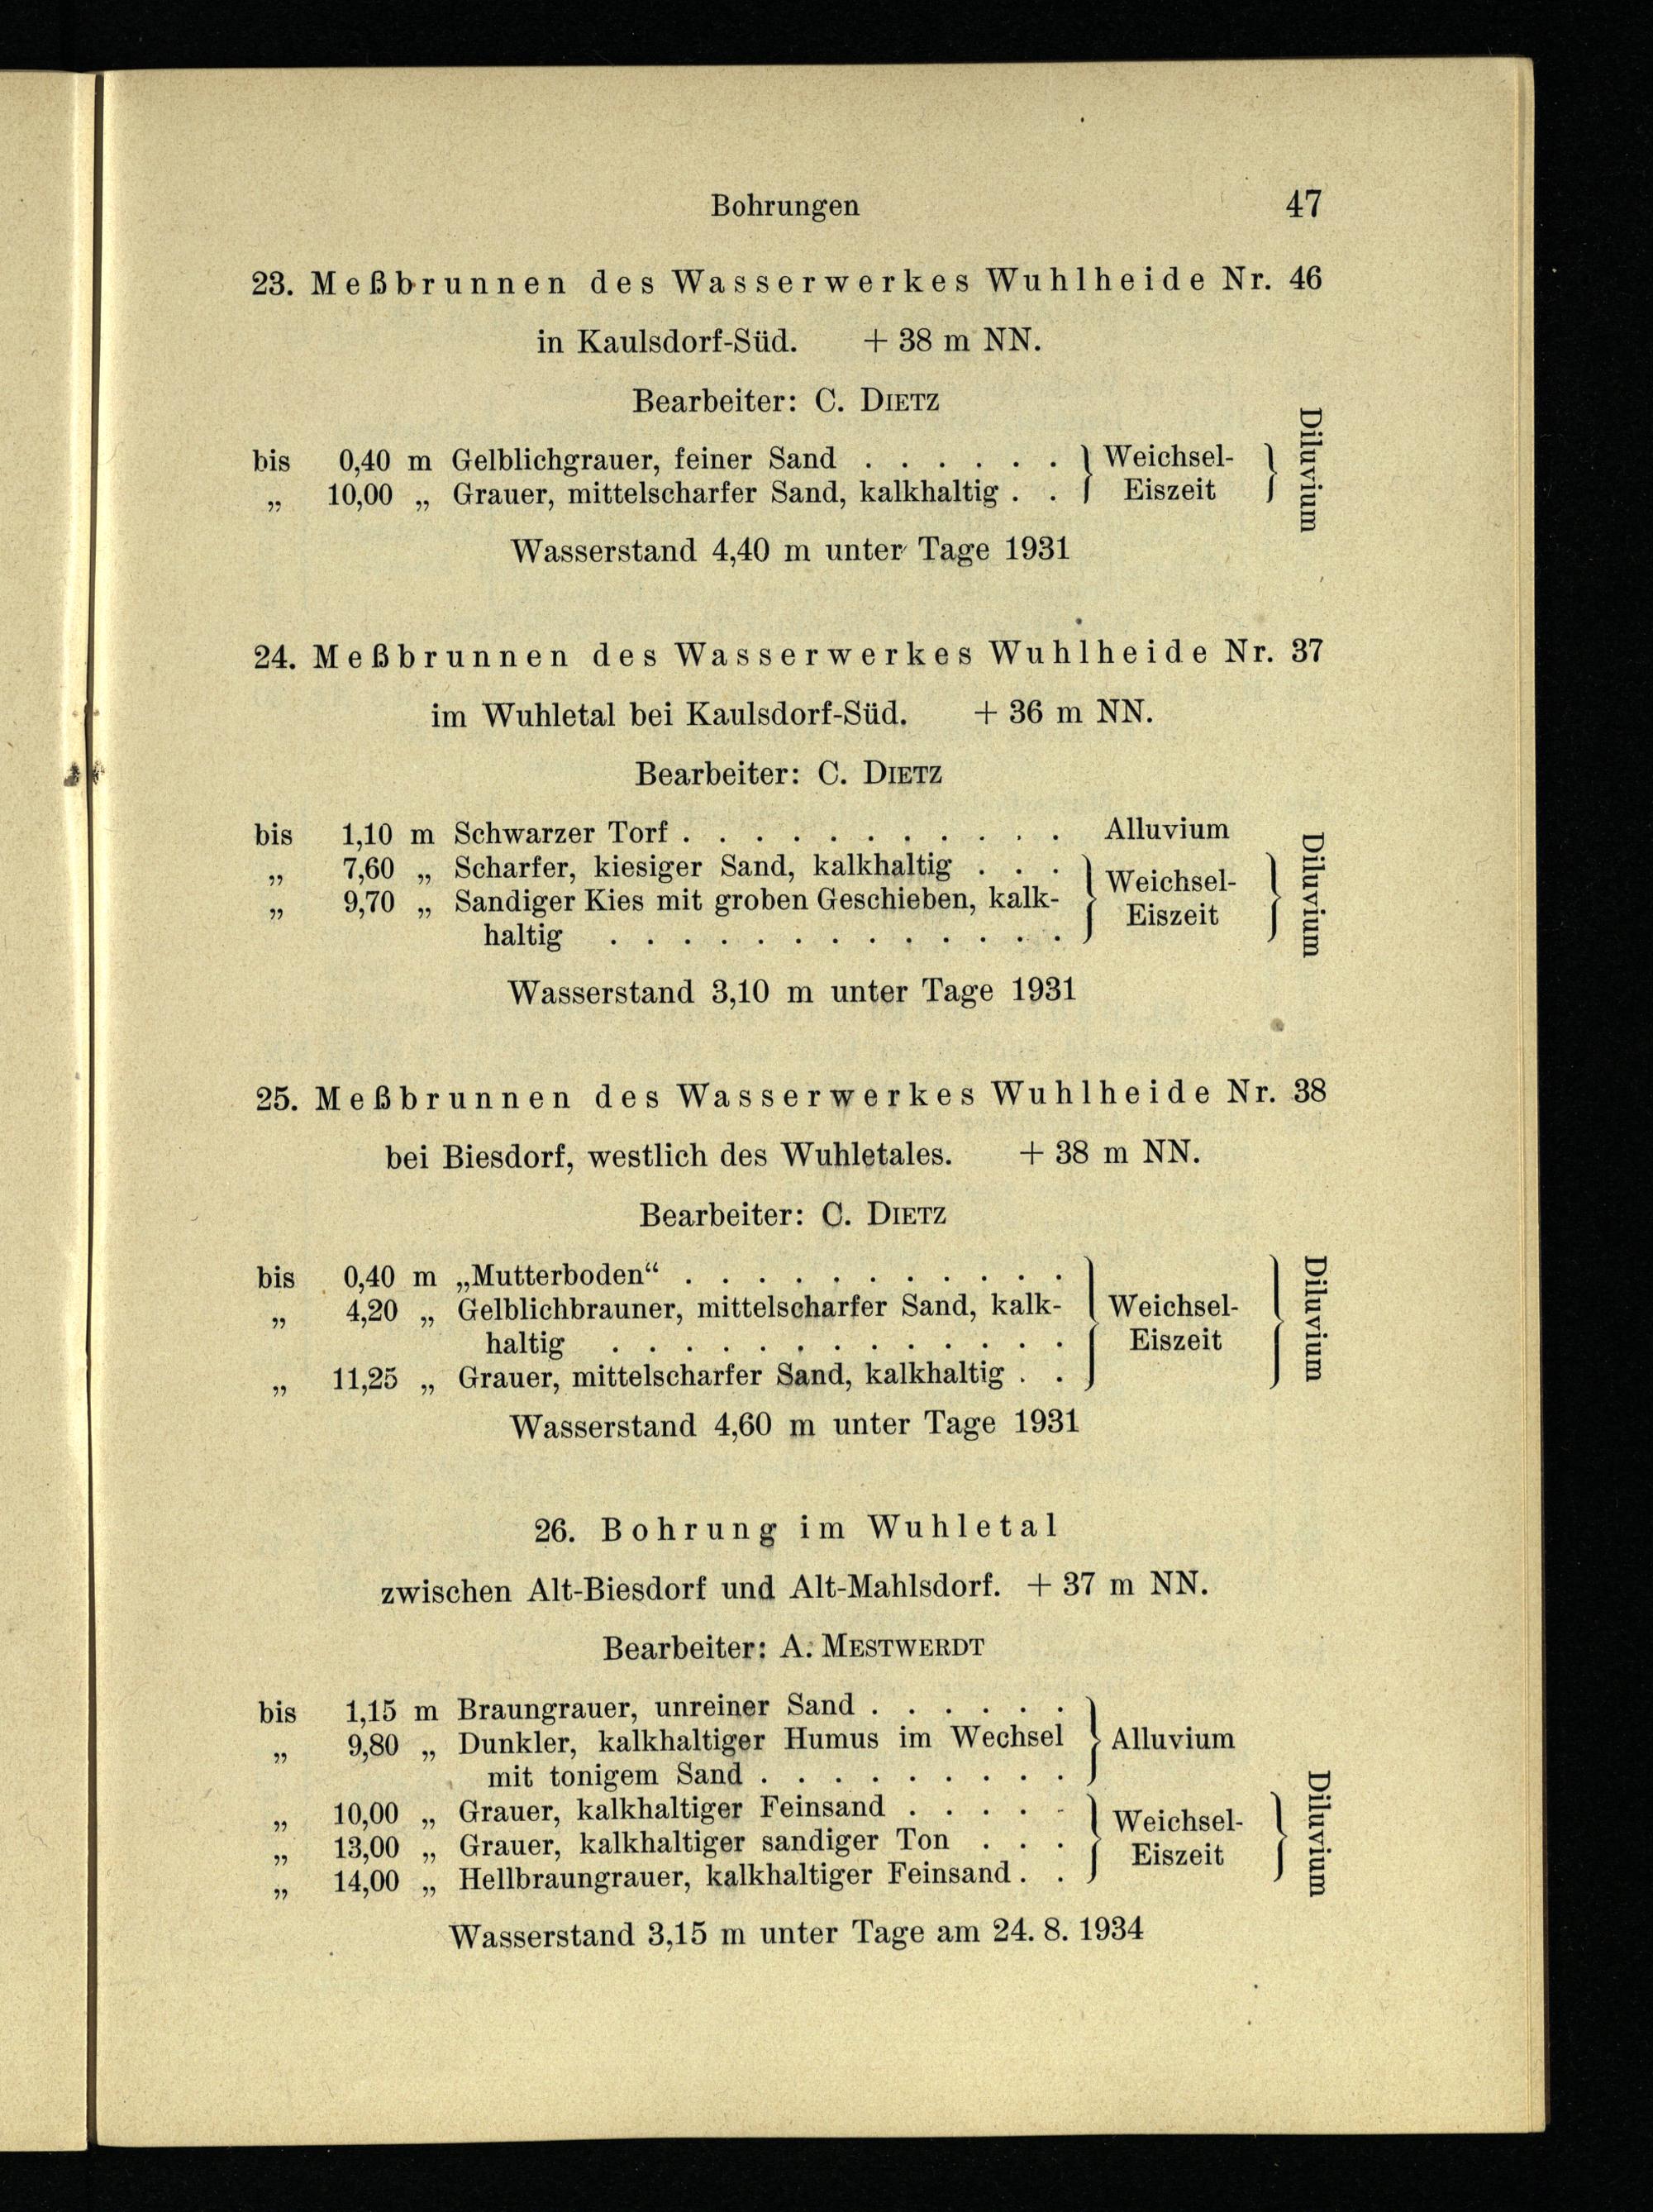 Bohrungen 47
23. Meßbrunnen des Wasserwerkes Wuhlheide Nr. 46
in Kaulsdorf-Süd. + 38 m NN.
Bearbeiter: C. DIETZ
bis 0,40 m Gelblichgrauer, feiner Sand . . . . . . } Weichsel- } Diluvium
„ 10,00 „ Grauer, mittelscharfer Sand, kalkhaltig . . } Eiszeit
Wasserstand 4,40 m unter Tage 1931
24. Meßbrunnen des Wasserwerkes Wuhlheide Nr. 37
im Wuhletal bei Kaulsdorf-Süd. + 36 m NN.
Bearbeiter: C. DIETZ
bis 1,10 m Schwarzer Torf . . . . . . . . . . . Alluvium
„ 7,60 „ Scharfer, kiesiger Sand, kalkhaltig . . . } Weichsel- } Diluvium
„ 9,70 „ Sandiger Kies mit groben Geschieben, kalk- } Eiszeit
haltig . . . . . . . . . . . . .
Wasserstand 3,10 m unter Tage 1931
25. Meßbrunnen des Wasserwerkes Wuhlheide Nr. 38
bei Biesdorf, westlich des Wuhletales. + 38 m NN.
Bearbeiter: C. DIETZ
bis 0,40 m „Mutterboden“ . . . . . . . . . . .
„ 4,20 „ Gelblichbrauner, mittelscharfer Sand, kalk- } Weichsel- } Diluvium
haltig . . . . . . . . . . . . . } Eiszeit
„ 11,25 „ Grauer, mittelscharfer Sand, kalkhaltig . .
Wasserstand 4,60 m unter Tage 1931
26. Bohrung im Wuhletal
zwischen Alt-Biesdorf und Alt-Mahlsdorf. + 37 m NN.
Bearbeiter: A. MESTWERDT
bis 1,15 m Braungrauer, unreiner Sand . . . . . .
„ 9,80 „ Dunkler, kalkhaltiger Humus im Wechsel } Alluvium
mit tonigem Sand . . . . . . . . .
„ 10,00 „ Grauer, kalkhaltiger Feinsand . . . . . } Weichsel- } Diluvium
„ 13,00 „ Grauer, kalkhaltiger sandiger Ton . . . } Eiszeit
„ 14,00 „ Hellbraungrauer, kalkhaltiger Feinsand . .
Wasserstand 3,15 m unter Tage am 24. 8. 1934